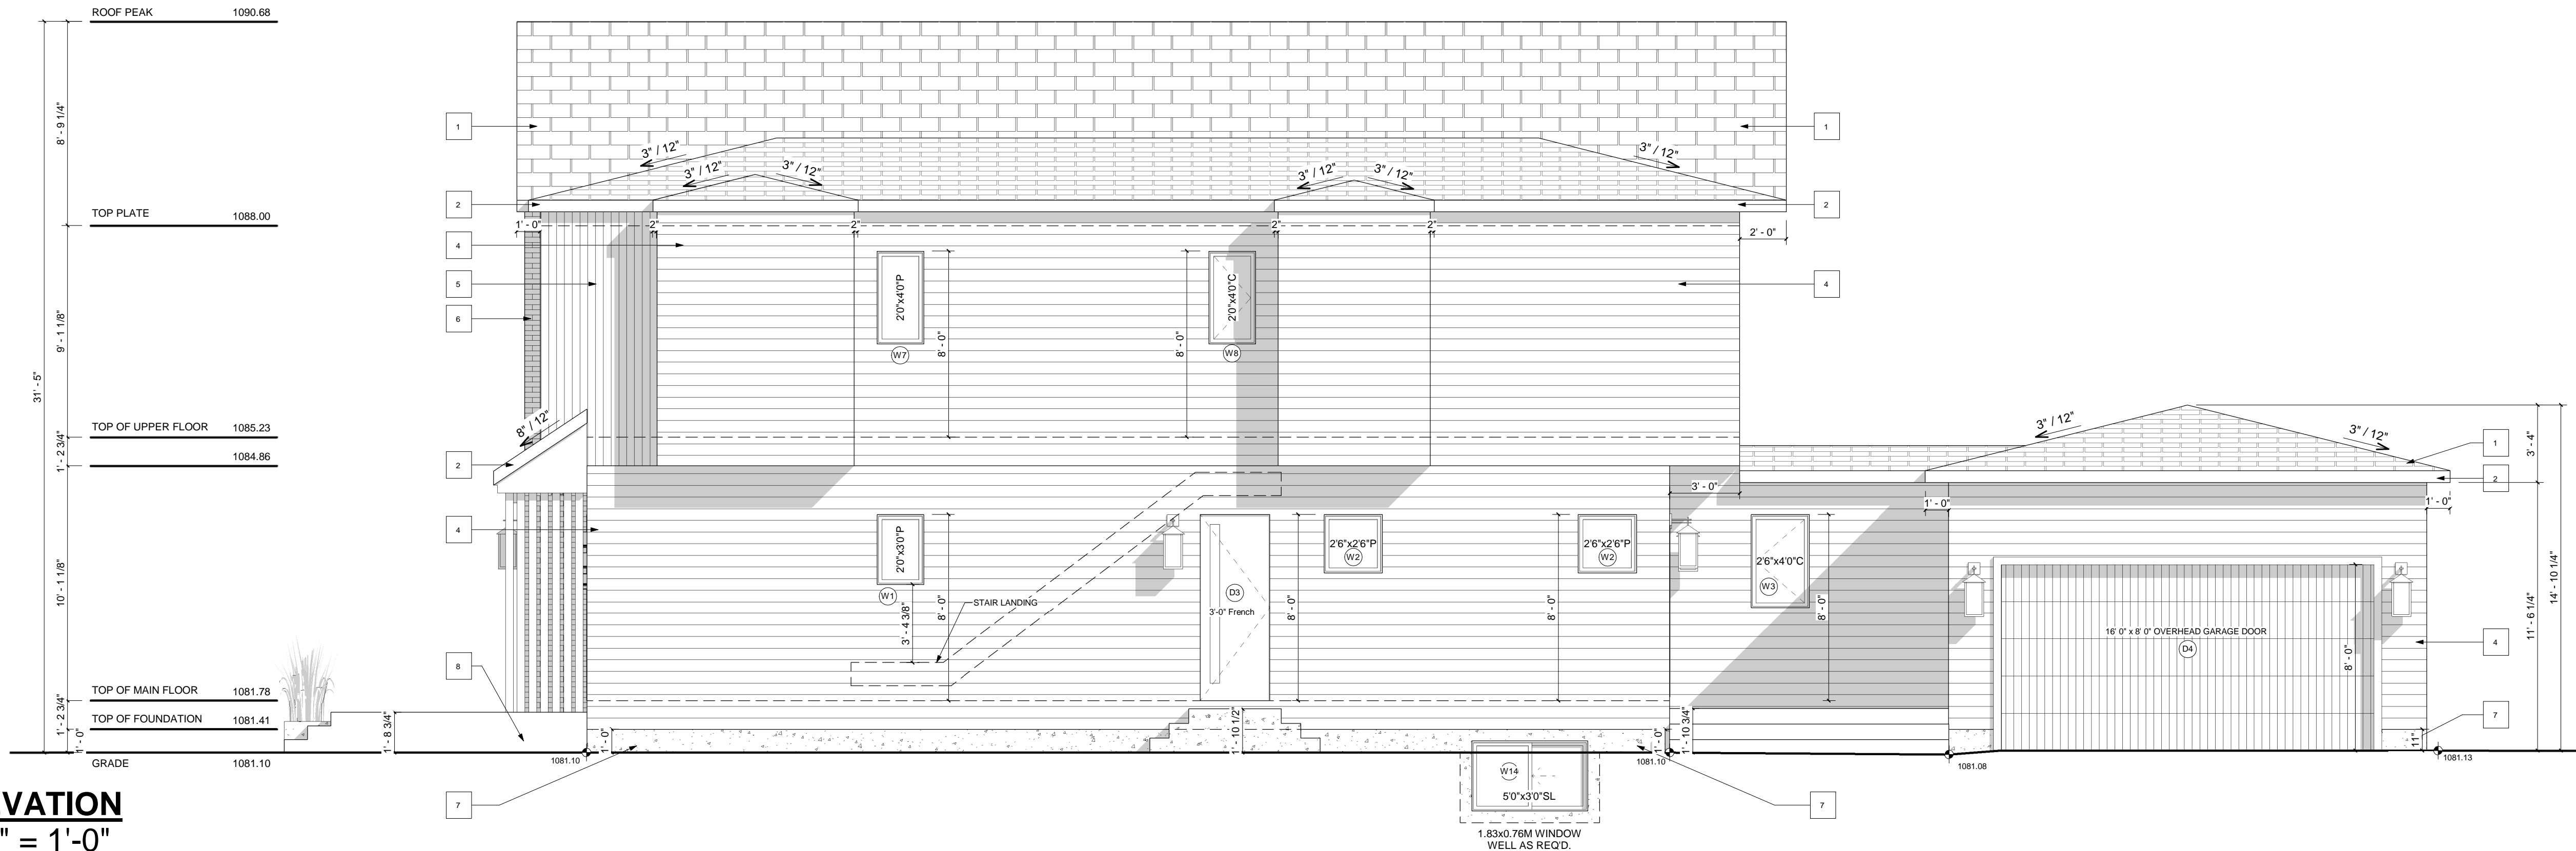 ROOF PEAK 1090.68
TOP PLATE 1088.00
TOP OF UPPER FLOOR 1085.23
1084.86
TOP OF MAIN FLOOR 1081.78
TOP OF FOUNDATION 1081.41
GRADE 1081.10
31' - 5"
8' - 9 1/4"
9' - 1 1/8"
1' - 2 3/4"
10' - 1 1/8"
1' - 2 3/4"
1' - 0"
1
2
4
5
6
2
4
8
7
3" / 12"
3" / 12"
3" / 12"
3" / 12"
3" / 12"
3" / 12"
1
2
1' - 0"
2"
2"
2"
2"
2' - 0"
4
2'0"x4'0"P
W7
8' - 0"
8' - 0"
2'0"x4'0"C
W8
8" / 12"
3" / 12"
3" / 12"
1
2
3' - 4"
14' - 10 1/4"
11' - 6 1/4"
3' - 0"
1' - 0"
1' - 0"
2'0"x3'0"P
W1
3' - 4 3/8"
8' - 0"
STAIR LANDING
D3
3'-0" French
8' - 0"
2'6"x2'6"P
W2
8' - 0"
2'6"x2'6"P
W2
2'6"x4'0"C
W3
8' - 0"
16' 0" x 8' 0" OVERHEAD GARAGE DOOR
D4
8' - 0"
4
7
1' - 8 3/4"
1' - 0"
1' - 10 1/2"
1' - 0"
1' - 10 3/4"
11"
1081.10
1081.10
1081.08
1081.13
W14
5'0"x3'0"SL
7
1.83x0.76M WINDOW
WELL AS REQ'D.
VATION
" = 1'-0"